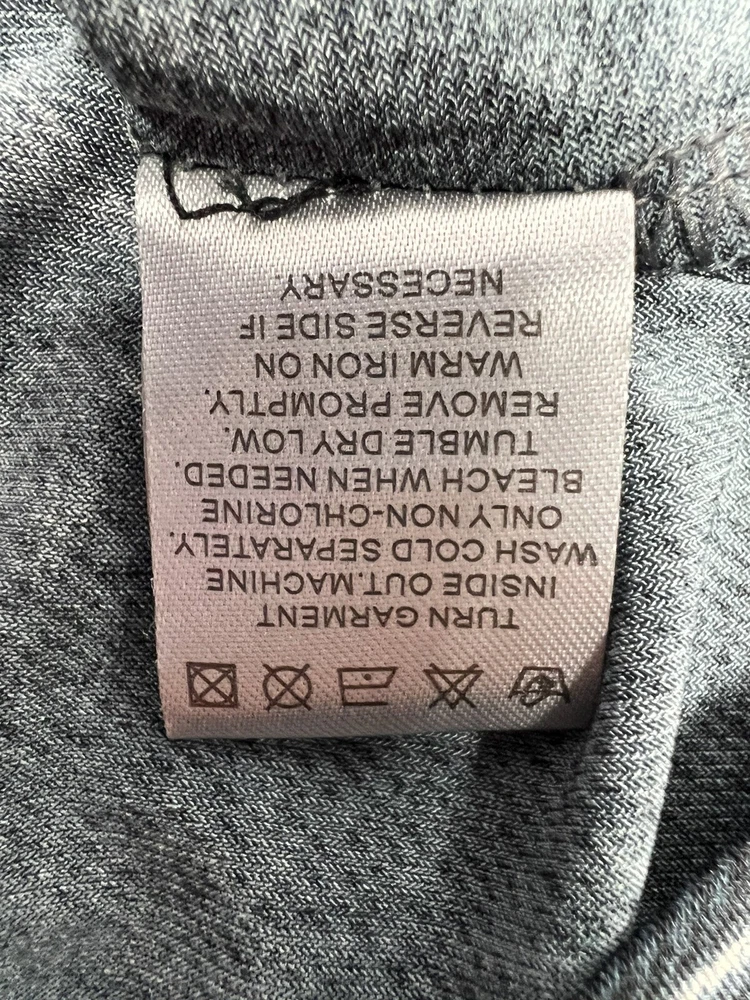 TURN GARMENT
INSIDE OUT.MACHINE
WASH COLD SEPARATELY.
ONLY NON-CHLORINE
BLEACH WHEN NEEDED.
TUMBLE DRY LOW.
REMOVE PROMPTLY.
WARM IRON ON
REVERSE SIDE IF
NECESSARY.